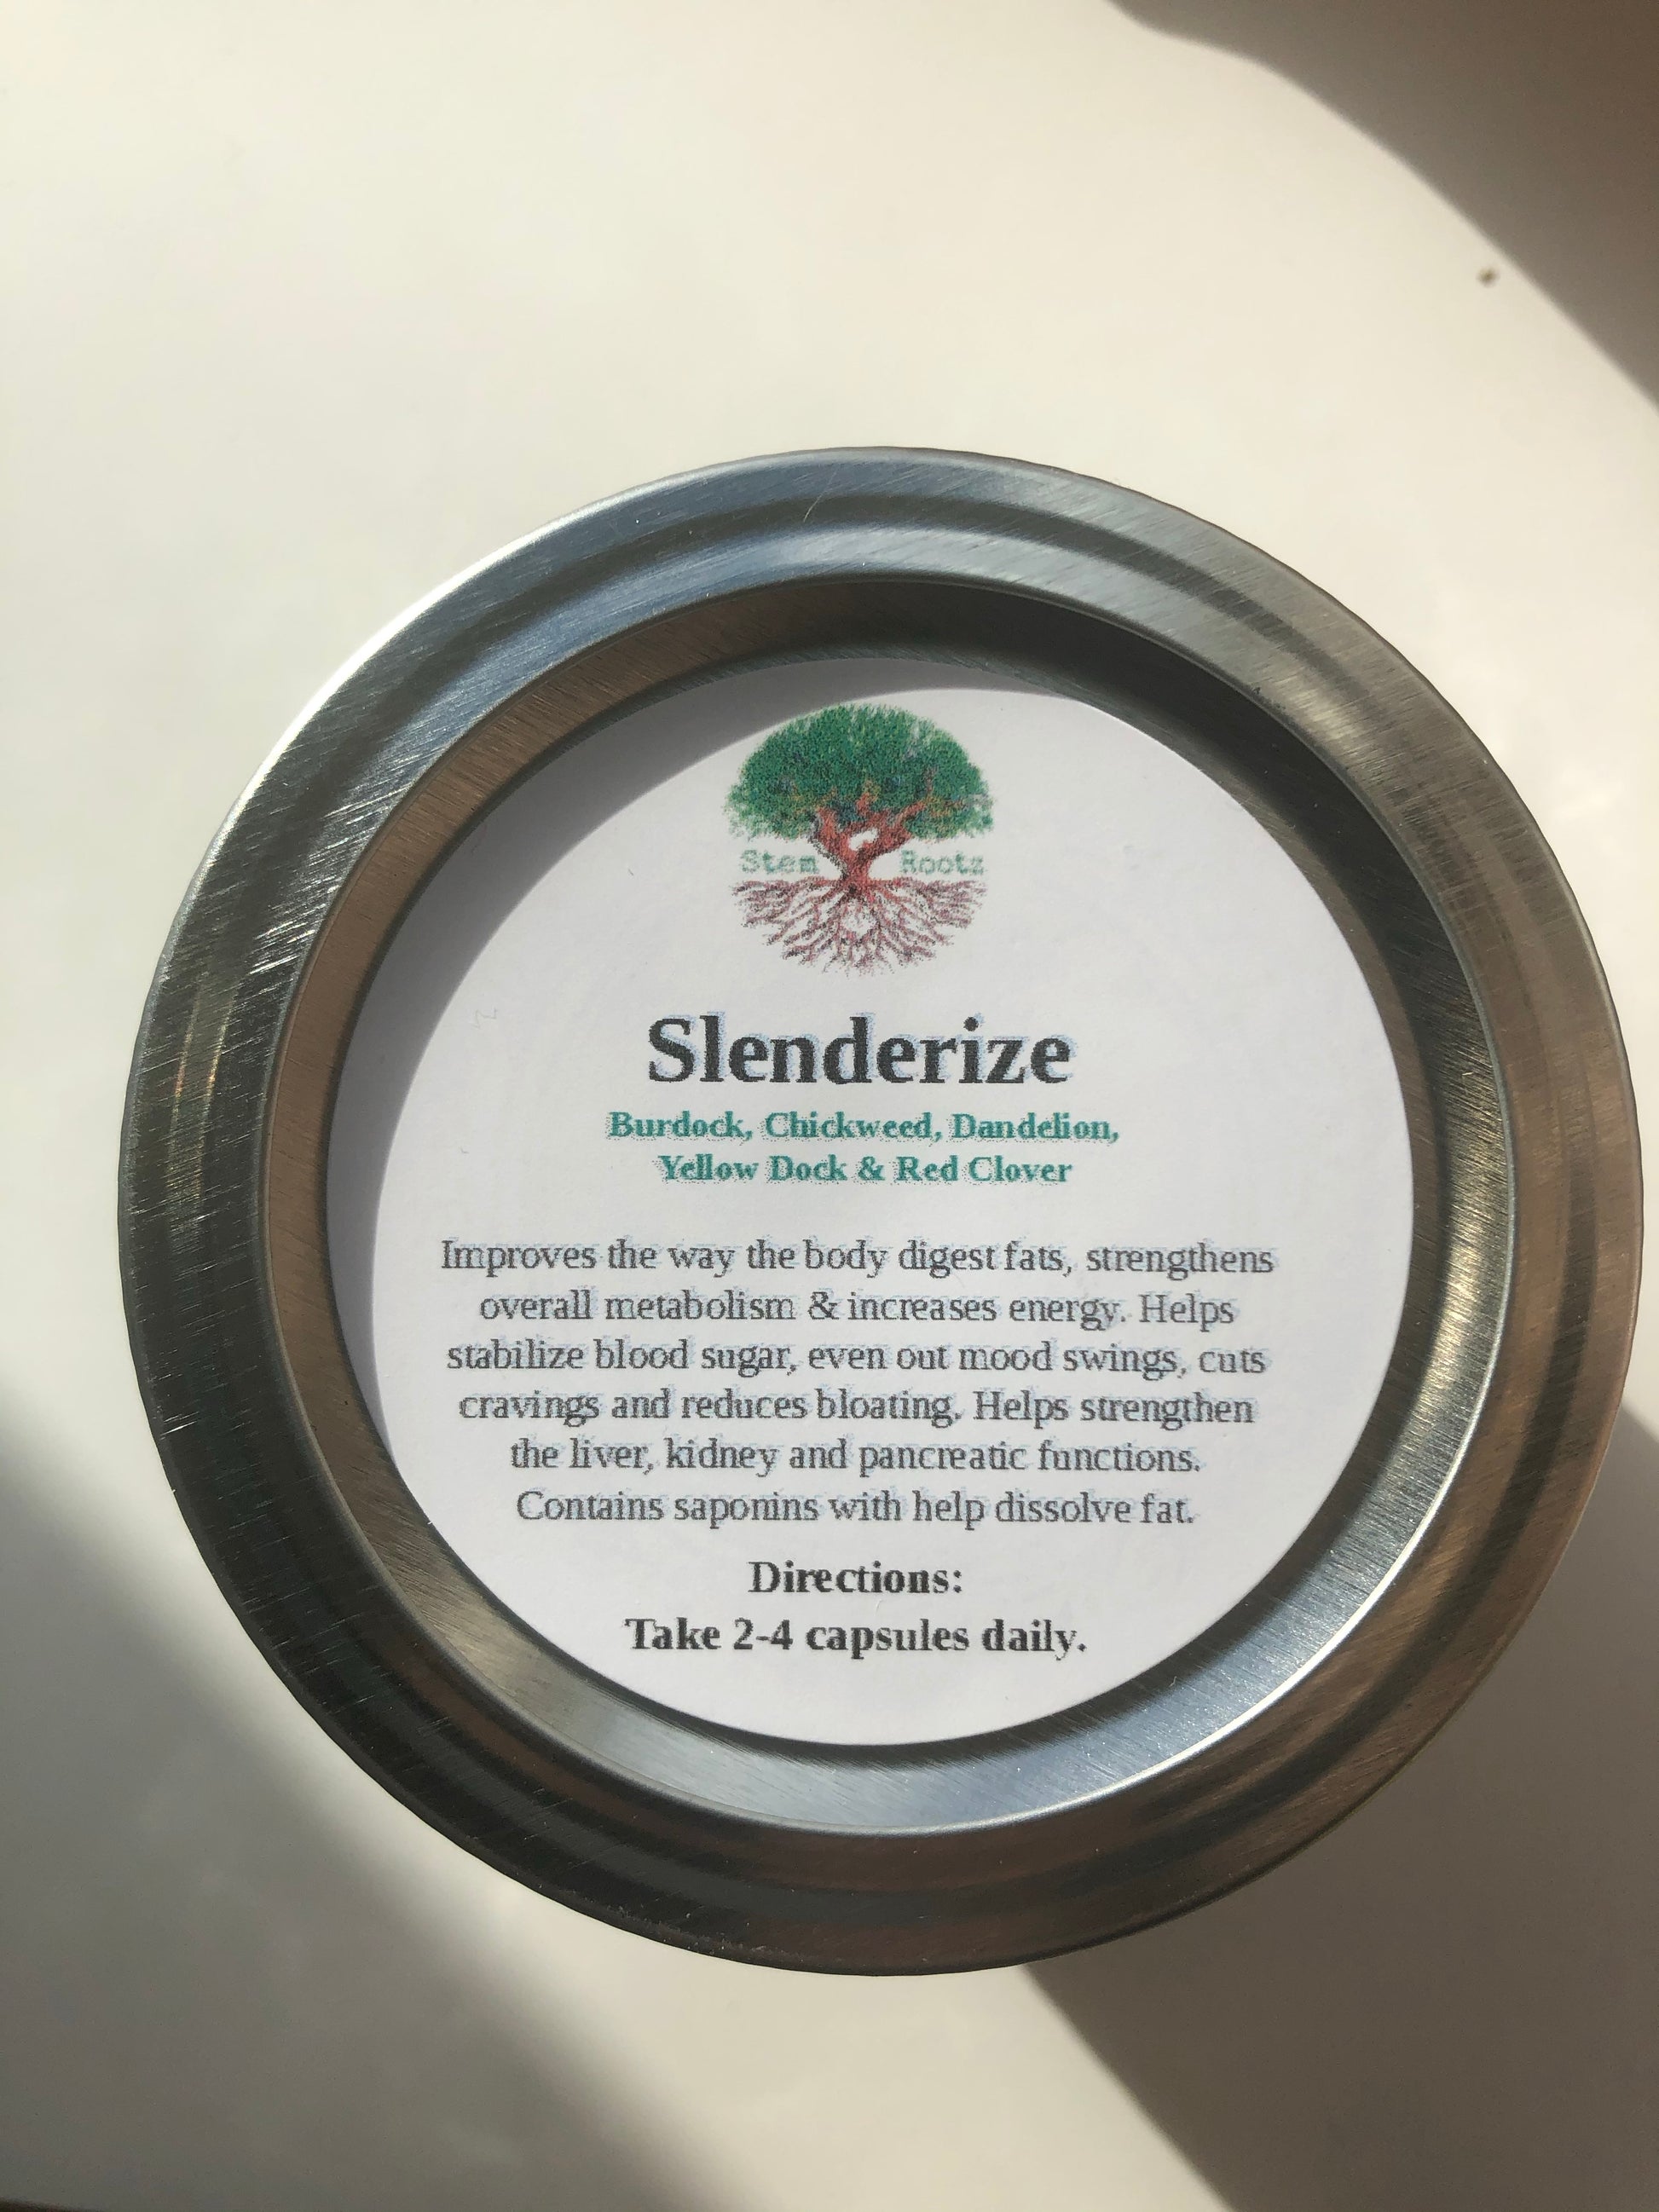 Stem Rootz
Slenderize
Burdock, Chickweed, Dandelion,
Yellow Dock & Red Clover
Improves the way the body digest fats, strengthens
overall metabolism & increases energy. Helps
stabilize blood sugar, even out mood swings, cuts
cravings and reduces bloating. Helps strengthen
the liver, kidney and pancreatic functions.
Contains saponins with help dissolve fat.
Directions:
Take 2-4 capsules daily.